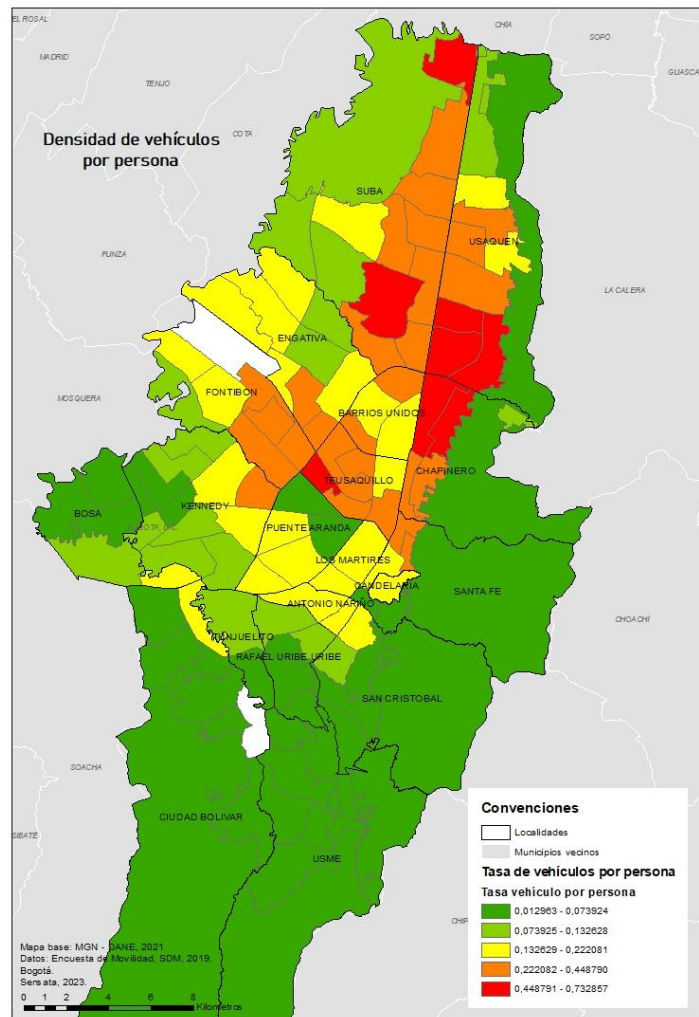 EL ROSAL
CHÍA
SOPÓ
MADRID
GUASCA
TENJO
COTA
Densidad de vehículos
por persona
SUBA
USAQUEN
FUNZA
LA CALERA
ENGATIVA
FONTIBON
MOSQUERA
BARRIOS UNIDOS
CHAPINERO
TEUSAQUILLO
KENNEDY
BOSA
PUENTE ARANDA
LOS MARTIRES
CANDELARIA
SANTA FE
ANTONIO NARIÑO
CHOACHÍ
TUNJUELITO
RAFAEL URIBE URIBE
SAN CRISTOBAL
SOACHA
CIUDAD BOLIVAR
USME
SIBATÉ
Convenciones
Localidades
Municipios vecinos
Tasa de vehículos por persona
Tasa vehículo por persona
0,012963 - 0,073924
0,073925 - 0,132628
0,132629 - 0,222081
0,222082 - 0,448790
0,448791 - 0,732857
Mapa base: MGN - DANE, 2021
Datos: Encuesta de Movilidad, SDM, 2019.
Bogotá.
Sensata, 2023.
0 1 2 4 6 8
Kilometros